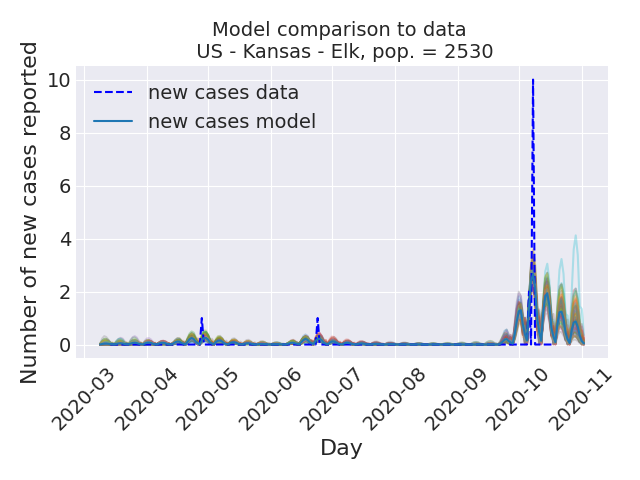 Model comparison to data
US - Kansas - Elk, pop. = 2530
Number of new cases reported
10
8
6
4
2
0
new cases data
new cases model
2020-03
2020-04
2020-05
2020-06
2020-07
2020-08
2020-09
2020-10
2020-11
Day